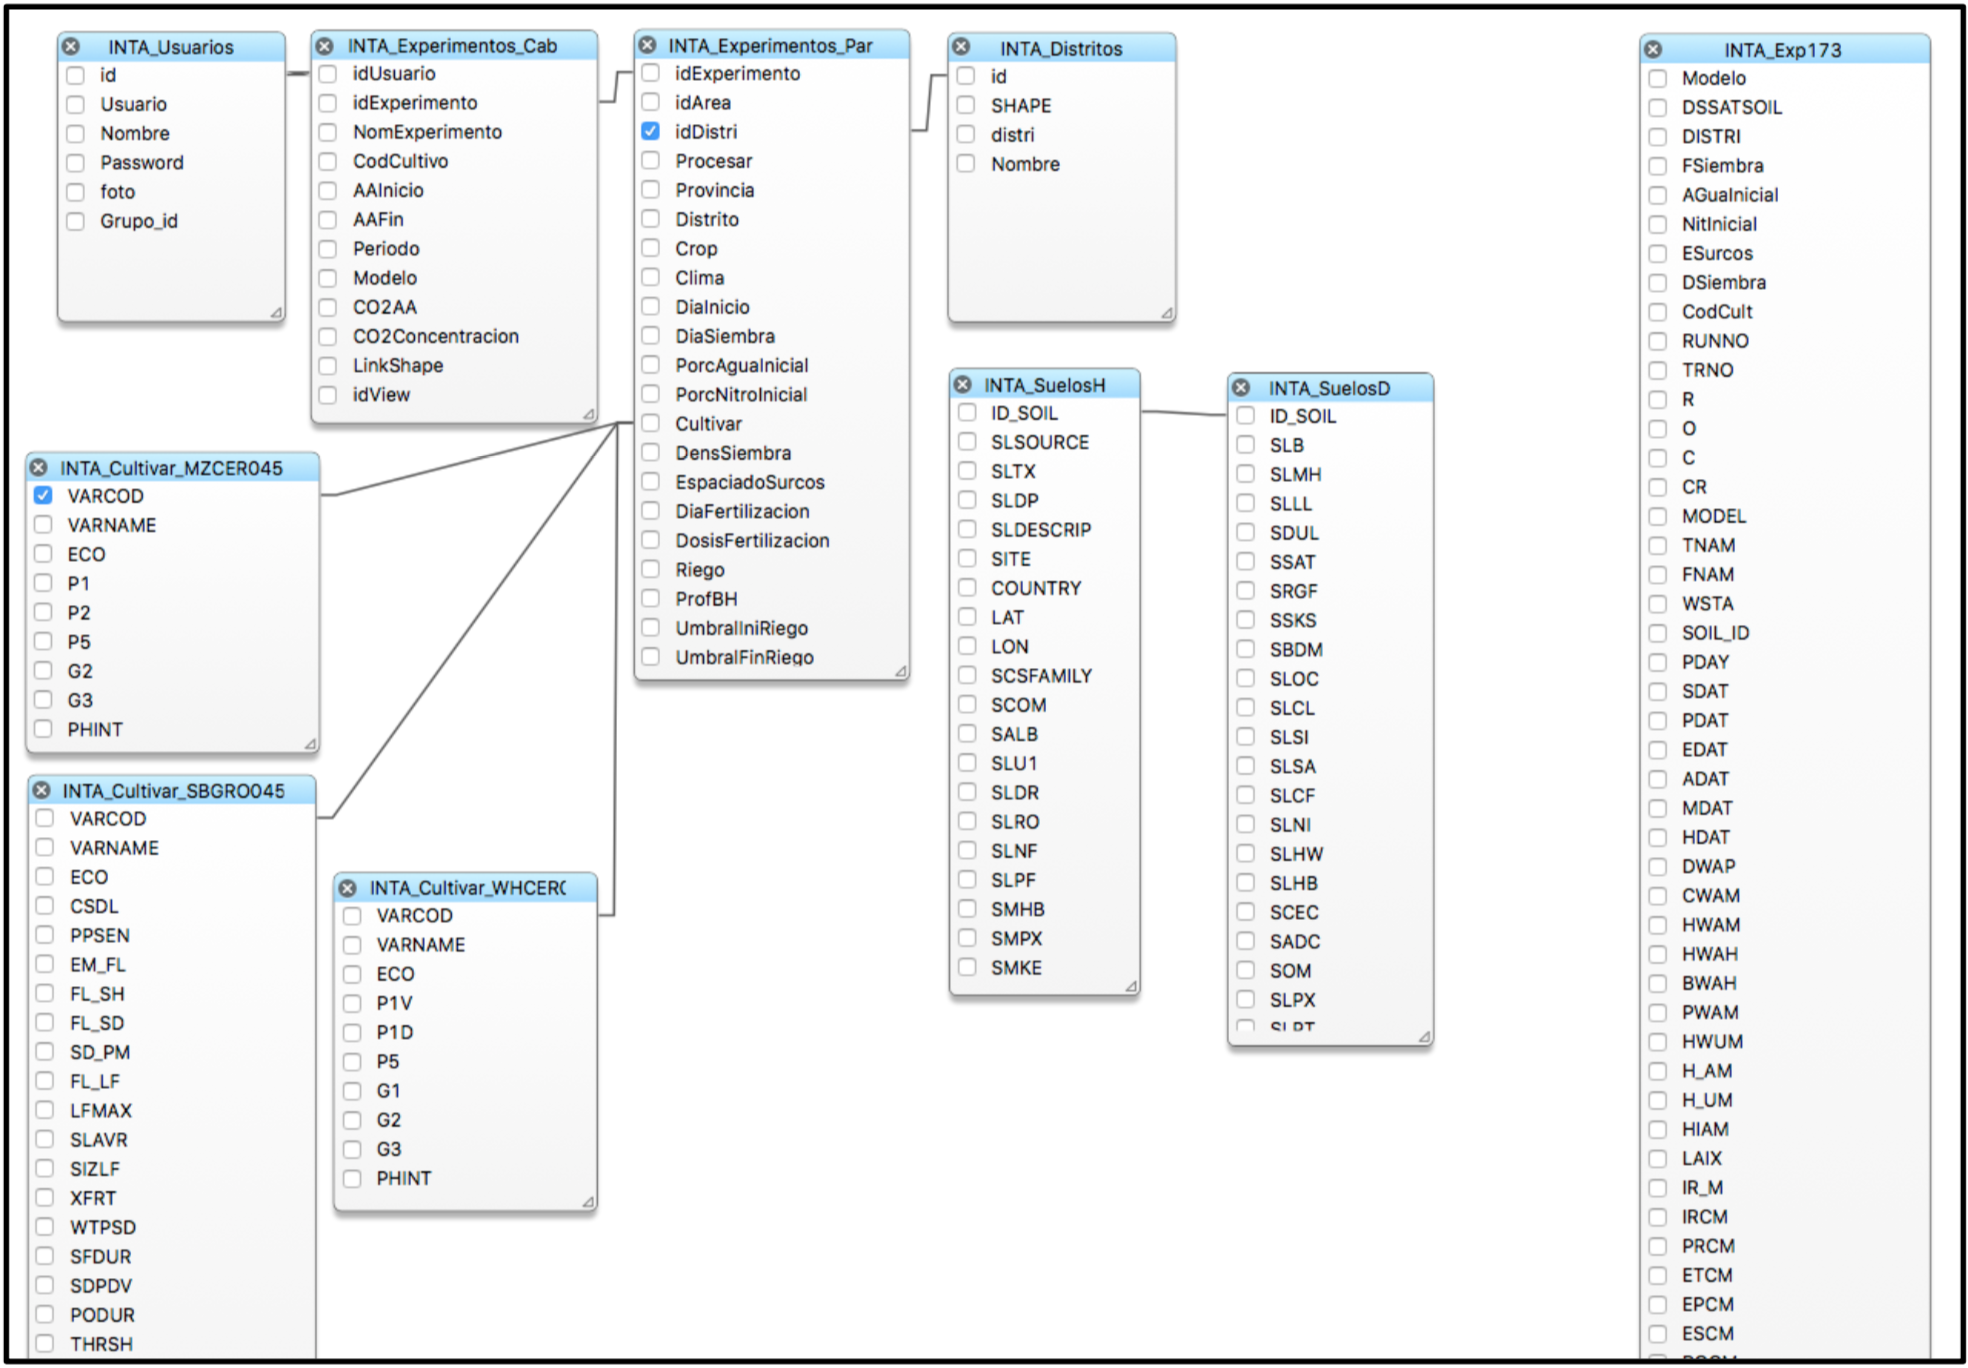 INTA_Usuarios
id
Usuario
Nombre
Password
foto
Grupo_id
INTA_Experimentos_Cab
idUsuario
idExperimento
NomExperimento
CodCultivo
AAInicio
AAFin
Periodo
Modelo
CO2AA
CO2Concentracion
LinkShape
idView
INTA_Experimentos_Par
idExperimento
idArea
idDistri
Procesar
Provincia
Distrito
Crop
Clima
DiaInicio
DiaSiembra
PorcAguaInicial
PorcNitroInicial
Cultivar
DensSiembra
EspaciadoSurcos
DiaFertilizacion
DosisFertilizacion
Riego
ProfBH
UmbralIniRiego
UmbralFinRiego
INTA_Distritos
id
SHAPE
distri
Nombre
INTA_Cultivar_MZCER045
VARCOD
VARNAME
ECO
P1
P2
P5
G2
G3
PHINT
INTA_Cultivar_SBGRO045
VARCOD
VARNAME
ECO
CSDL
PPSEN
EM_FL
FL_SH
FL_SD
SD_PM
FL_LF
LFMAX
SLAVR
SIZLF
XFRT
WTPSD
SFDUR
SDPDV
PODUR
THRSH
INTA_Cultivar_WHCER
VARCOD
VARNAME
ECO
P1V
P1D
P5
G1
G2
G3
PHINT
INTA_SuelosH
ID_SOIL
SLSOURCE
SLTX
SLDP
SLDESCRIP
SITE
COUNTRY
LAT
LON
SCSFAMILY
SCOM
SALB
SLU1
SLDR
SLRO
SLNF
SLPF
SMHB
SMPX
SMKE
INTA_SuelosD
ID_SOIL
SLB
SLMH
SLLL
SDUL
SSAT
SRGF
SSKS
SBDM
SLOC
SLCL
SLSI
SLSA
SLCF
SLNI
SLHW
SLHB
SCEC
SADC
SOM
SLPX
SLPT
INTA_Exp173
Modelo
DSSATSOIL
DISTRI
FSiembra
AGuaInicial
NitInicial
ESurcos
DSiembra
CodCult
RUNNO
TRNO
R
O
C
CR
MODEL
TNAM
FNAM
WSTA
SOIL_ID
PDAY
SDAT
PDAT
EDAT
ADAT
MDAT
HDAT
DWAP
CWAM
HWAM
HWAH
BWAH
PWAM
HWUM
H_AM
H_UM
HIAM
LAIX
IR_M
IRCM
PRCM
ETCM
EPCM
ESCM